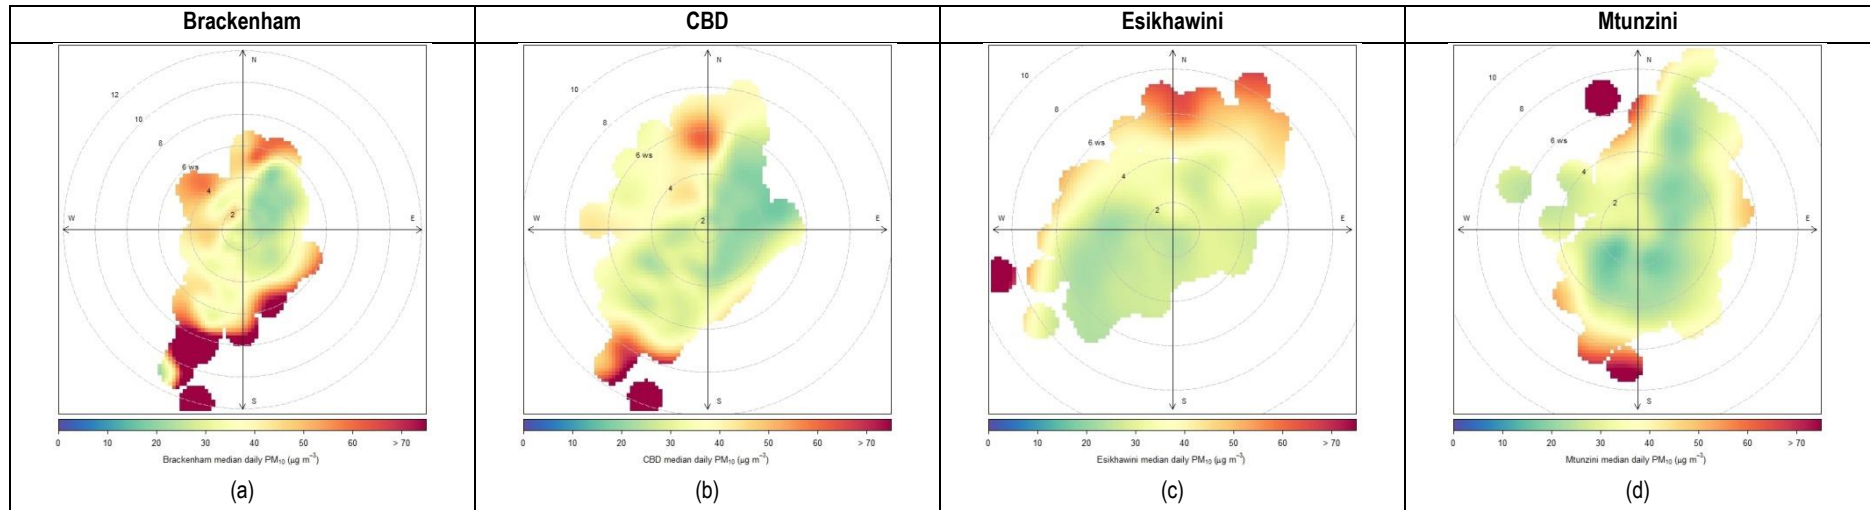 Brackenham CBD Esikhawini Mtunzini
N
12
10
8
6 ws
4
2
W E
S
0 10 20 30 40 50 60 > 70
Brackenham median daily PM₁₀ (µg m⁻³)
(a)
N
10
8
6 ws
4
2
W E
S
0 10 20 30 40 50 60 > 70
CBD median daily PM₁₀ (µg m⁻³)
(b)
N
10
8
6 ws
4
2
W E
S
0 10 20 30 40 50 60 > 70
Esikhawini median daily PM₁₀ (µg m⁻³)
(c)
N
10
8
6 ws
4
2
W E
S
0 10 20 30 40 50 60 > 70
Mtunzini median daily PM₁₀ (µg m⁻³)
(d)